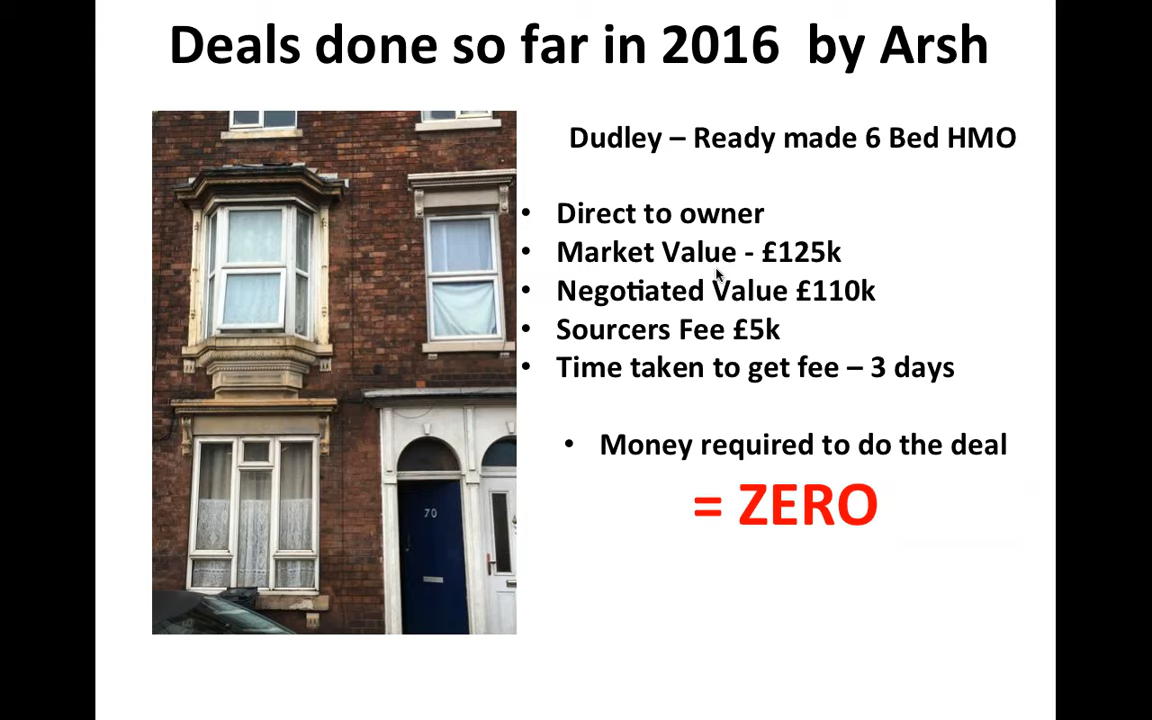 Deals done so far in 2016 by Arsh
Dudley – Ready made 6 Bed HMO
• Direct to owner
• Market Value - £125k
• Negotiated Value £110k
• Sourcers Fee £5k
• Time taken to get fee – 3 days
• Money required to do the deal
= ZERO
70